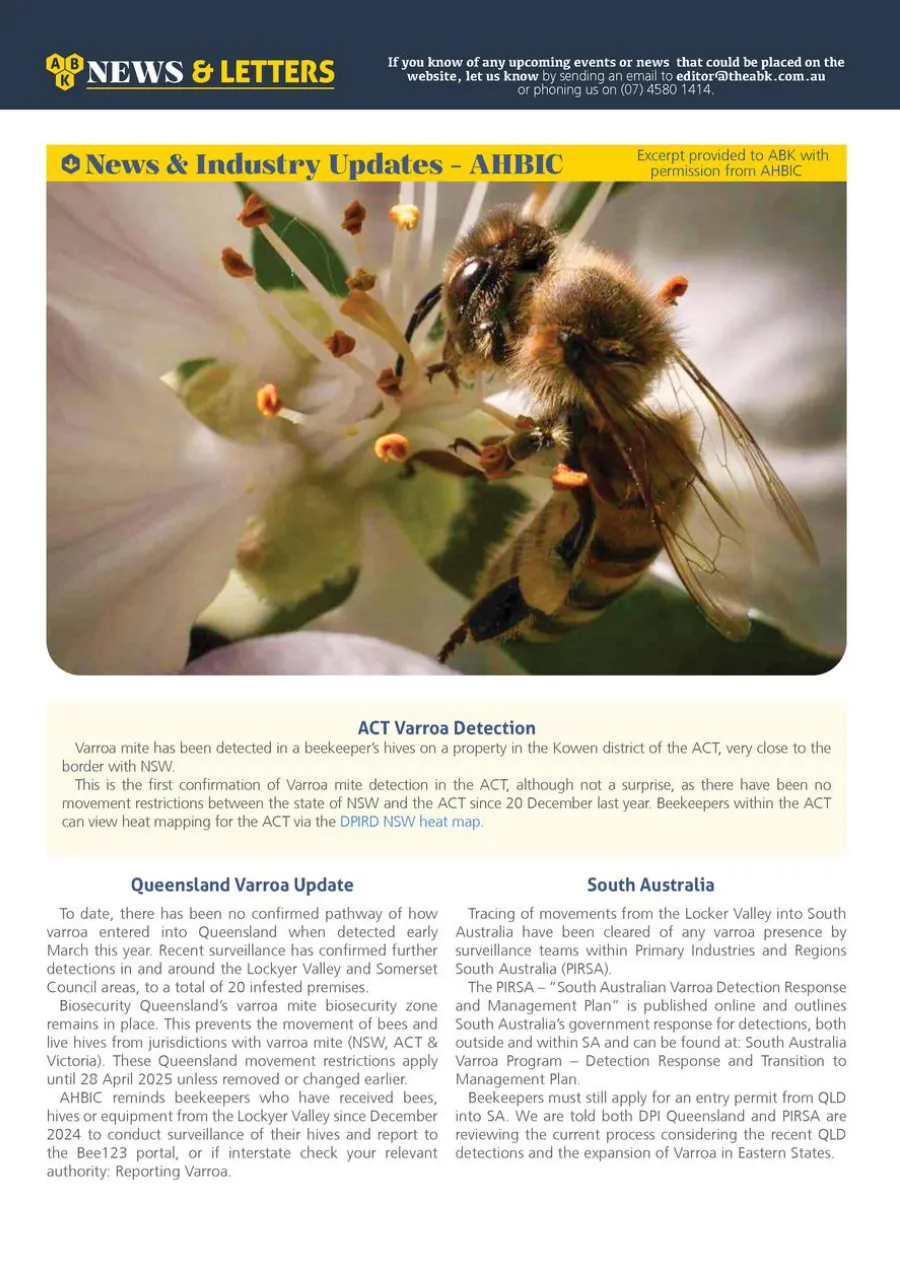 A B K
NEWS & LETTERS
If you know of any upcoming events or news that could be placed on the
website, let us know by sending an email to editor@theabk.com.au
or phoning us on (07) 4580 1414.
News & Industry Updates - AHBIC
Excerpt provided to ABK with
permission from AHBIC
ACT Varroa Detection
Varroa mite has been detected in a beekeeper's hives on a property in the Kowen district of the ACT, very close to the
border with NSW.
This is the first confirmation of Varroa mite detection in the ACT, although not a surprise, as there have been no
movement restrictions between the state of NSW and the ACT since 20 December last year. Beekeepers within the ACT
can view heat mapping for the ACT via the DPIRD NSW heat map.
Queensland Varroa Update
To date, there has been no confirmed pathway of how
varroa entered into Queensland when detected early
March this year. Recent surveillance has confirmed further
detections in and around the Lockyer Valley and Somerset
Council areas, to a total of 20 infested premises.
Biosecurity Queensland's varroa mite biosecurity zone
remains in place. This prevents the movement of bees and
live hives from jurisdictions with varroa mite (NSW, ACT &
Victoria). These Queensland movement restrictions apply
until 28 April 2025 unless removed or changed earlier.
AHBIC reminds beekeepers who have received bees,
hives or equipment from the Lockyer Valley since December
2024 to conduct surveillance of their hives and report to
the Bee123 portal, or if interstate check your relevant
authority: Reporting Varroa.
South Australia
Tracing of movements from the Locker Valley into South
Australia have been cleared of any varroa presence by
surveillance teams within Primary Industries and Regions
South Australia (PIRSA).
The PIRSA – “South Australian Varroa Detection Response
and Management Plan” is published online and outlines
South Australia's government response for detections, both
outside and within SA and can be found at: South Australia
Varroa Program – Detection Response and Transition to
Management Plan.
Beekeepers must still apply for an entry permit from QLD
into SA. We are told both DPI Queensland and PIRSA are
reviewing the current process considering the recent QLD
detections and the expansion of Varroa in Eastern States.